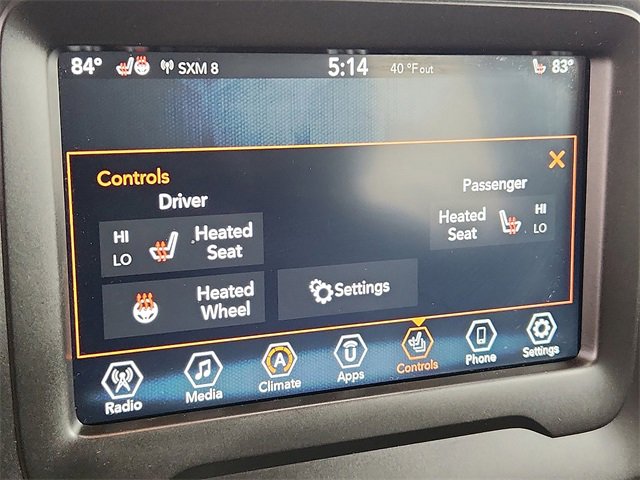 84° SXM 8 5:14 40 °F out 83°
Controls
Driver
Passenger
HI
LO
Heated
Seat
Heated
Seat
HI
LO
Heated
Wheel
Settings
Radio Media Climate Apps Controls Phone Settings